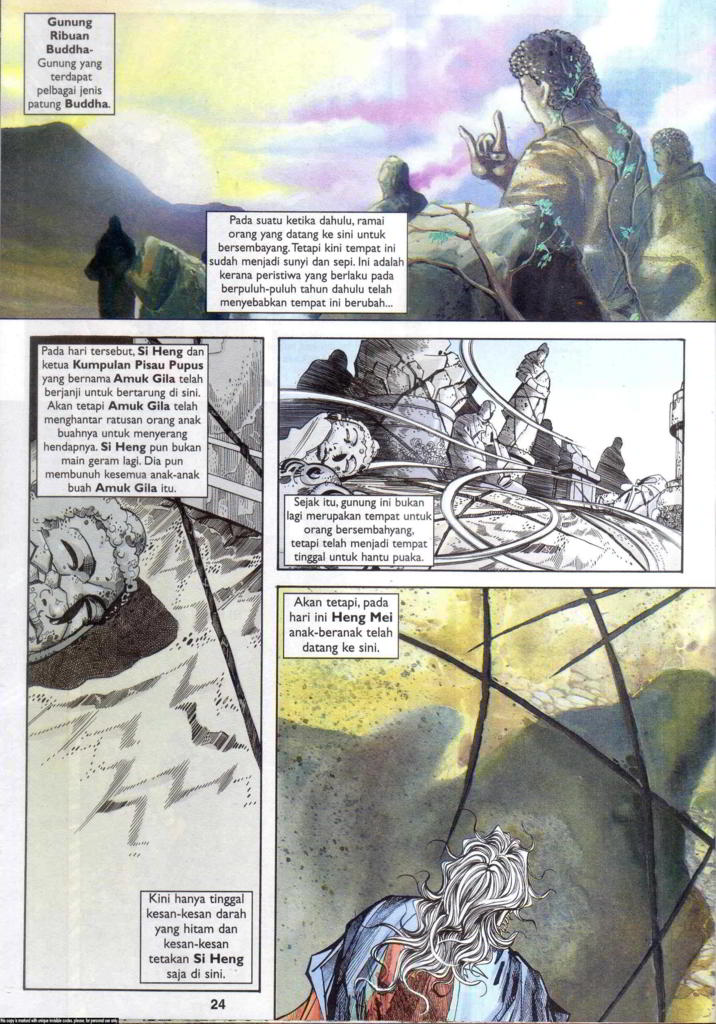 Gunung
Ribuan
Buddha-
Gunung yang
terdapat
pelbagai jenis
patung Buddha.
Pada suatu ketika dahulu, ramai
orang yang datang ke sini untuk
bersembayang. Tetapi kini tempat ini
sudah menjadi sunyi dan sepi. Ini adalah
kerana peristiwa yang berlaku pada
berpuluh-puluh tahun dahulu telah
menyebabkan tempat ini berubah...
Pada hari tersebut, Si Heng dan
ketua Kumpulan Pisau Pupus
yang bernama Amuk Gila telah
berjanji untuk bertarung di sini.
Akan tetapi Amuk Gila telah
menghantar ratusan orang anak
buahnya untuk menyerang
hendapnya. Si Heng pun bukan
main geram lagi. Dia pun
membunuh kesemua anak-anak
buah Amuk Gila itu.
Sejak itu, gunung ini bukan
lagi merupakan tempat untuk
orang bersembahyang,
tetapi telah menjadi tempat
tinggal untuk hantu puaka.
Akan tetapi, pada
hari ini Heng Mei
anak-beranak telah
datang ke sini.
Kini hanya tinggal
kesan-kesan darah
yang hitam dan
kesan-kesan
tetakan Si Heng
saja di sini.
24